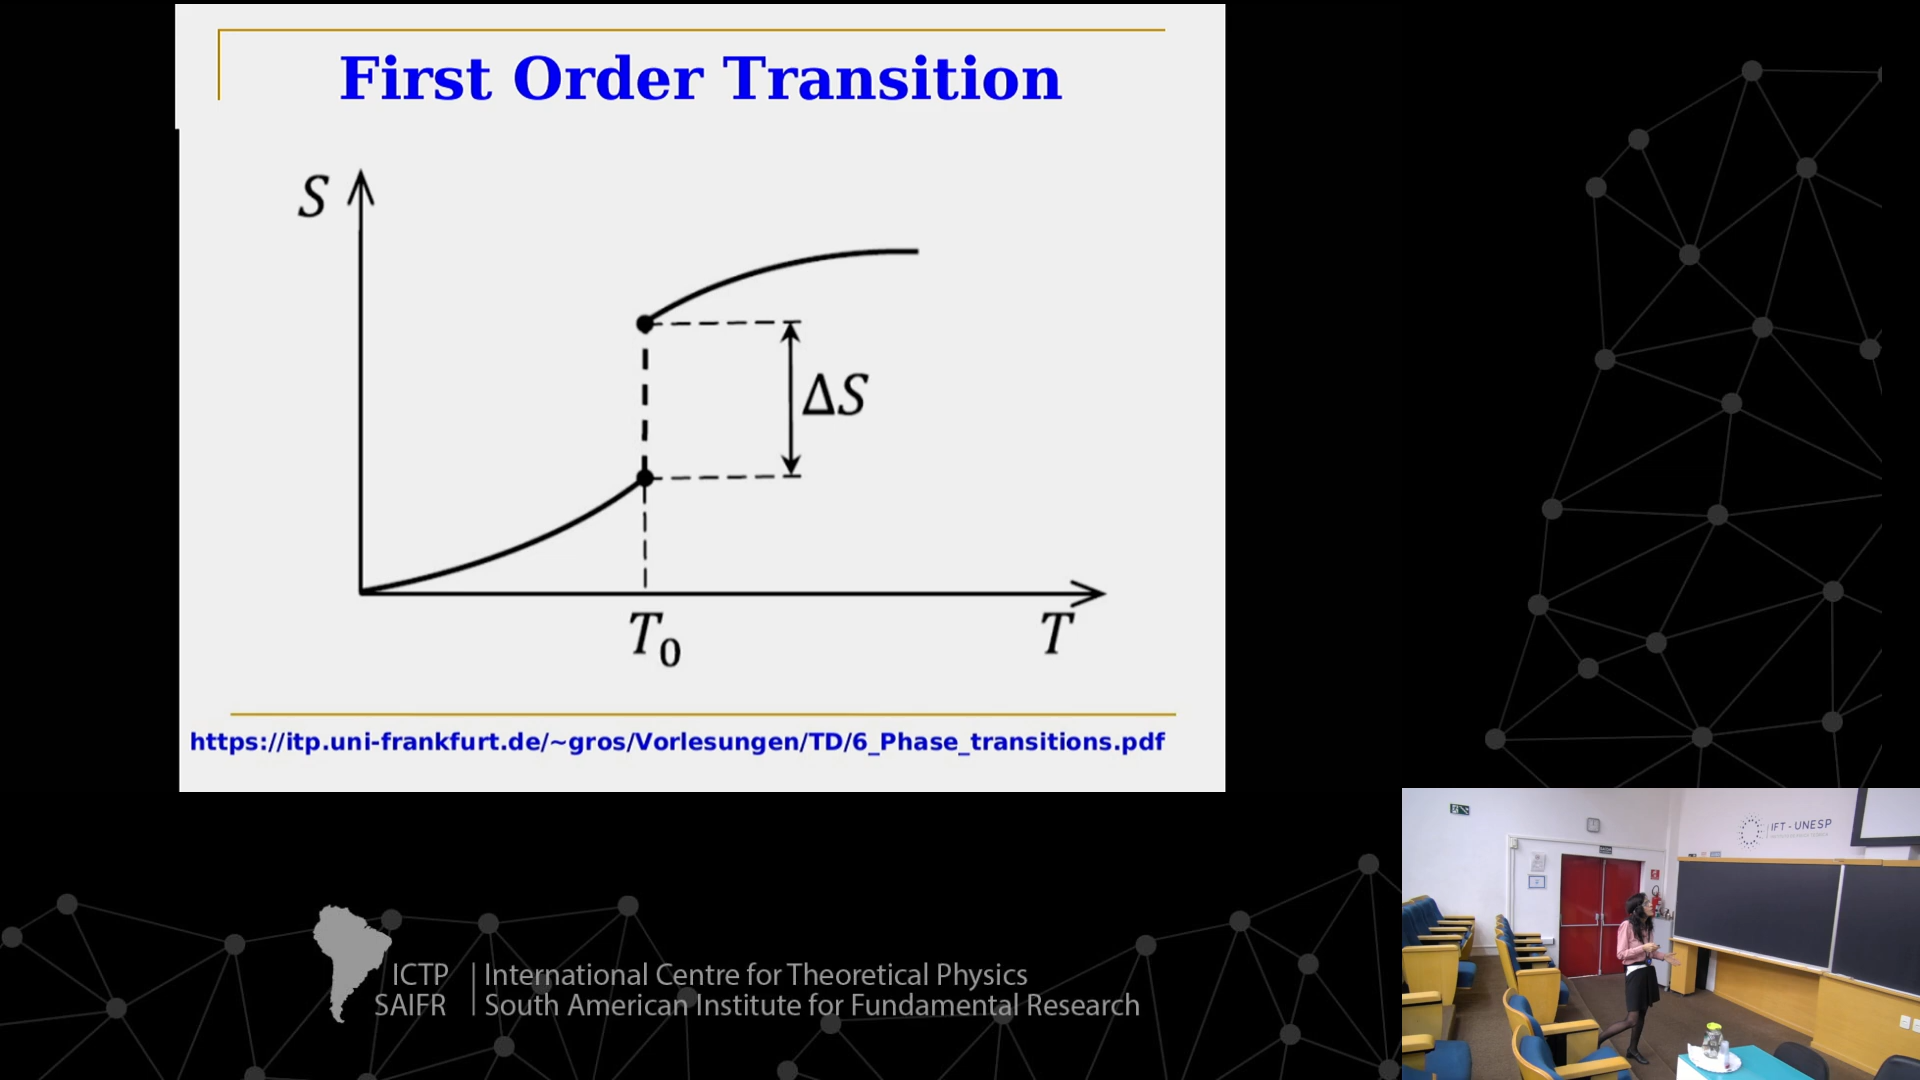 First Order Transition
S
ΔS
T₀
T
https://itp.uni-frankfurt.de/~gros/Vorlesungen/TD/6_Phase_transitions.pdf
IFT - UNESP
ICTP | International Centre for Theoretical Physics
SAIFR | South American Institute for Fundamental Research